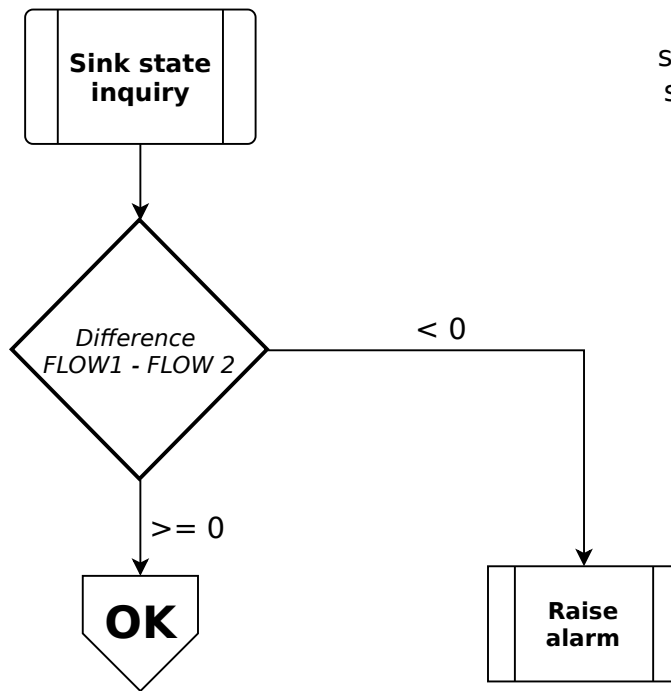 Sink state
inquiry
Difference
FLOW1 - FLOW 2
< 0
>= 0
OK
Raise
alarm